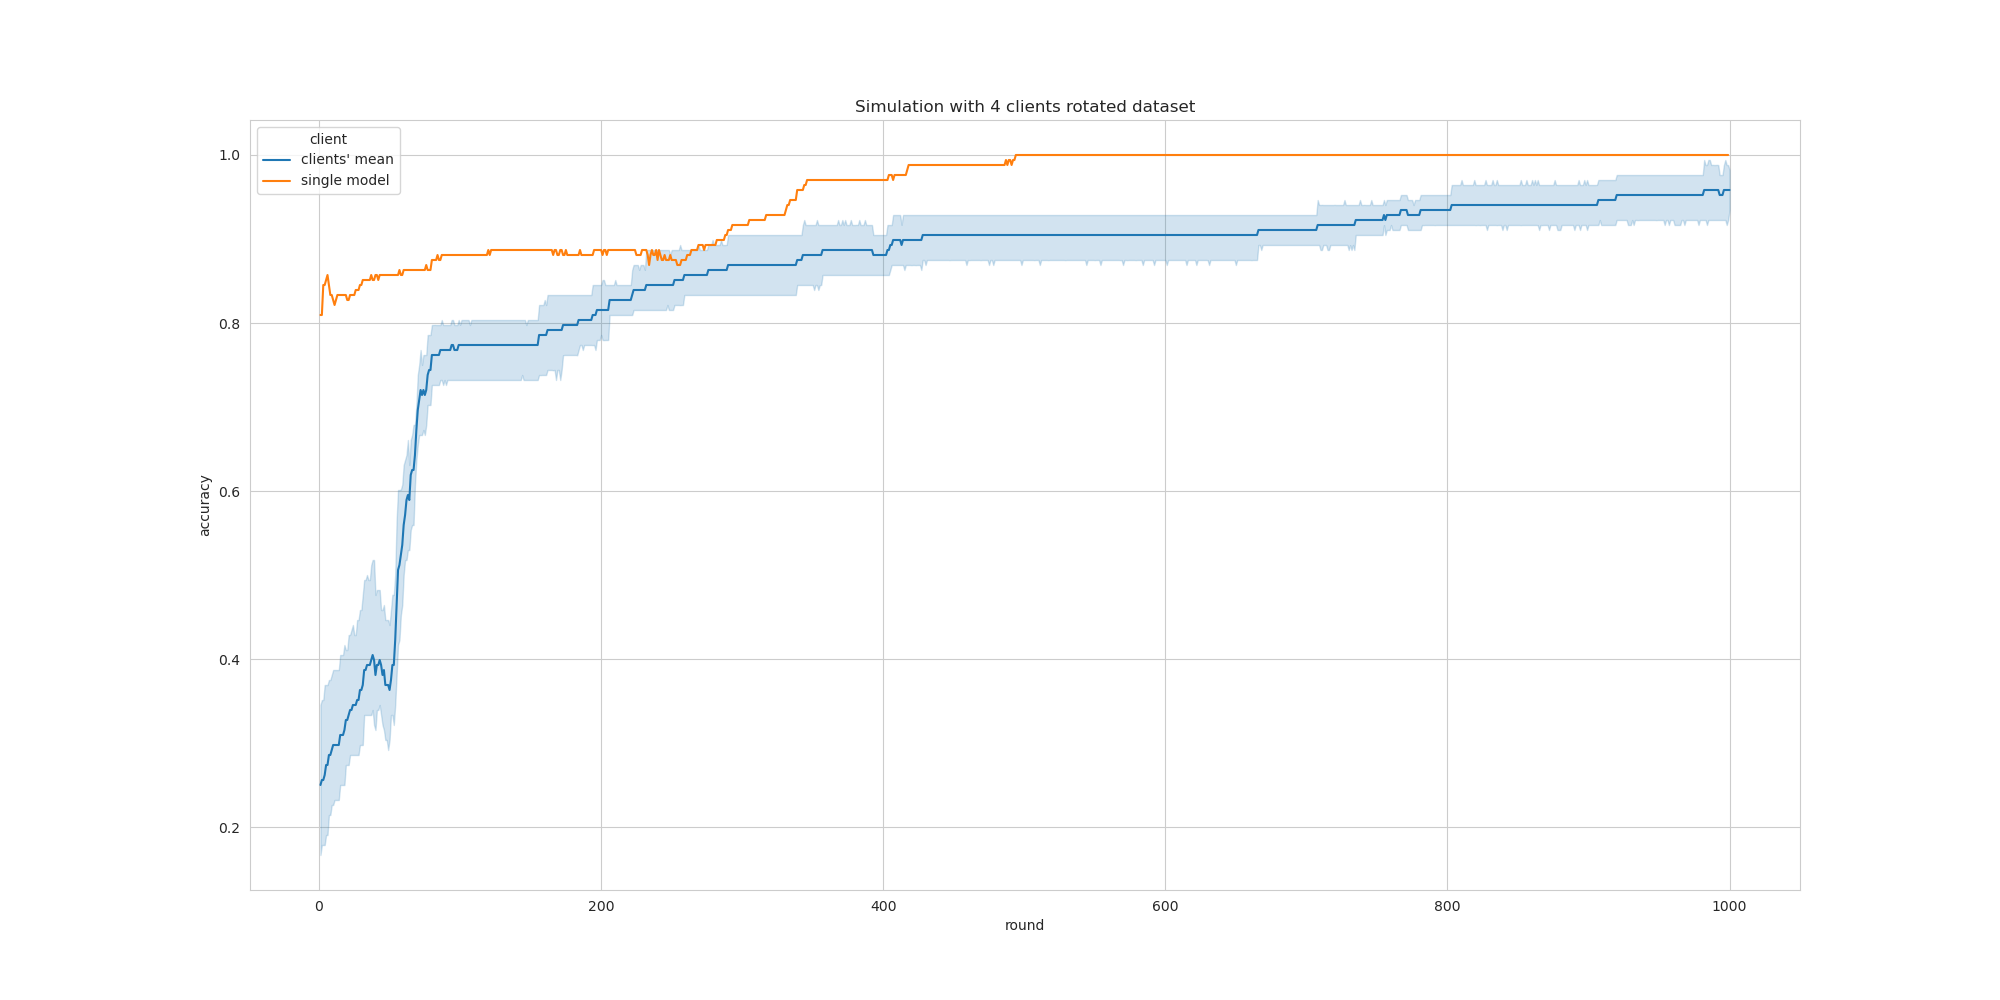 Simulation with 4 clients rotated dataset
client
clients' mean
single model
1.0
0.8
0.6
0.4
0.2
accuracy
0 200 400 600 800 1000
round